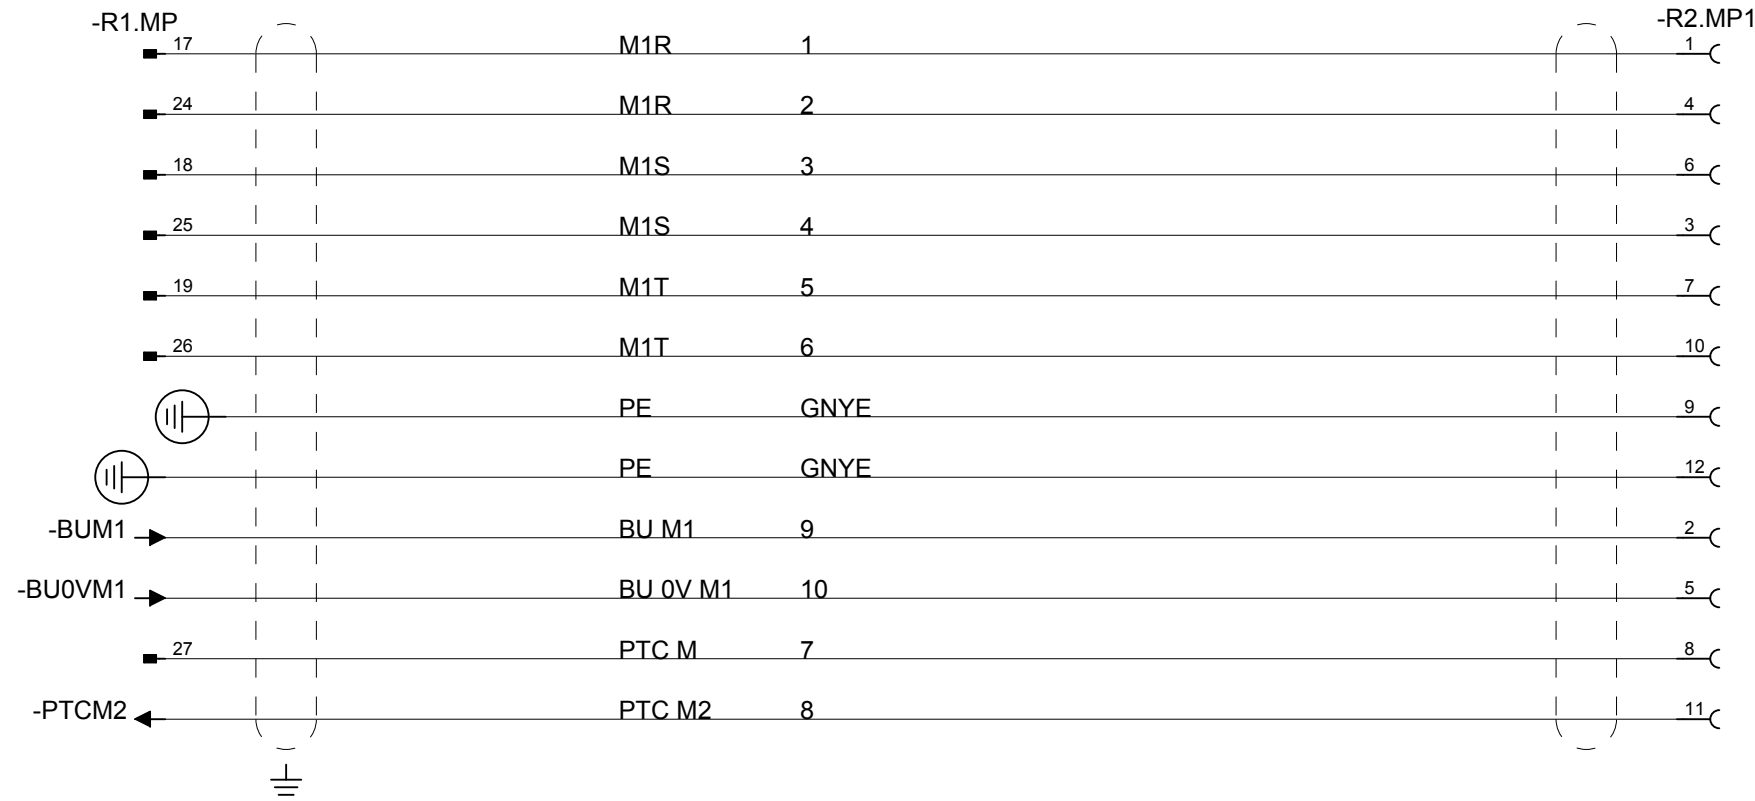 -R1.MP -R2.MP1
17 M1R 1 1
24 M1R 2 4
18 M1S 3 6
25 M1S 4 3
19 M1T 5 7
26 M1T 6 10
PE GNYE 9
PE GNYE 12
-BUM1 BU M1 9 2
-BU0VM1 BU 0V M1 10 5
27 PTC M 7 8
-PTCM2 PTC M2 8 11